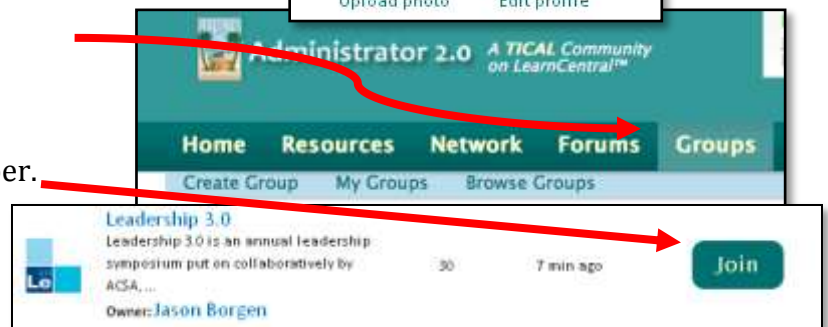 Upload photo Edit profile
Administrator 2.0 A TICAL Community
on LearnCentral™
Home Resources Network Forums Groups
er.
Create Group My Groups Browse Groups
Leadership 3.0
Leadership 3.0 is an annual leadership
symposium put on collaboratively by
ACSA, ...
30 7 min ago
Join
Le
Owner: Jason Borgen